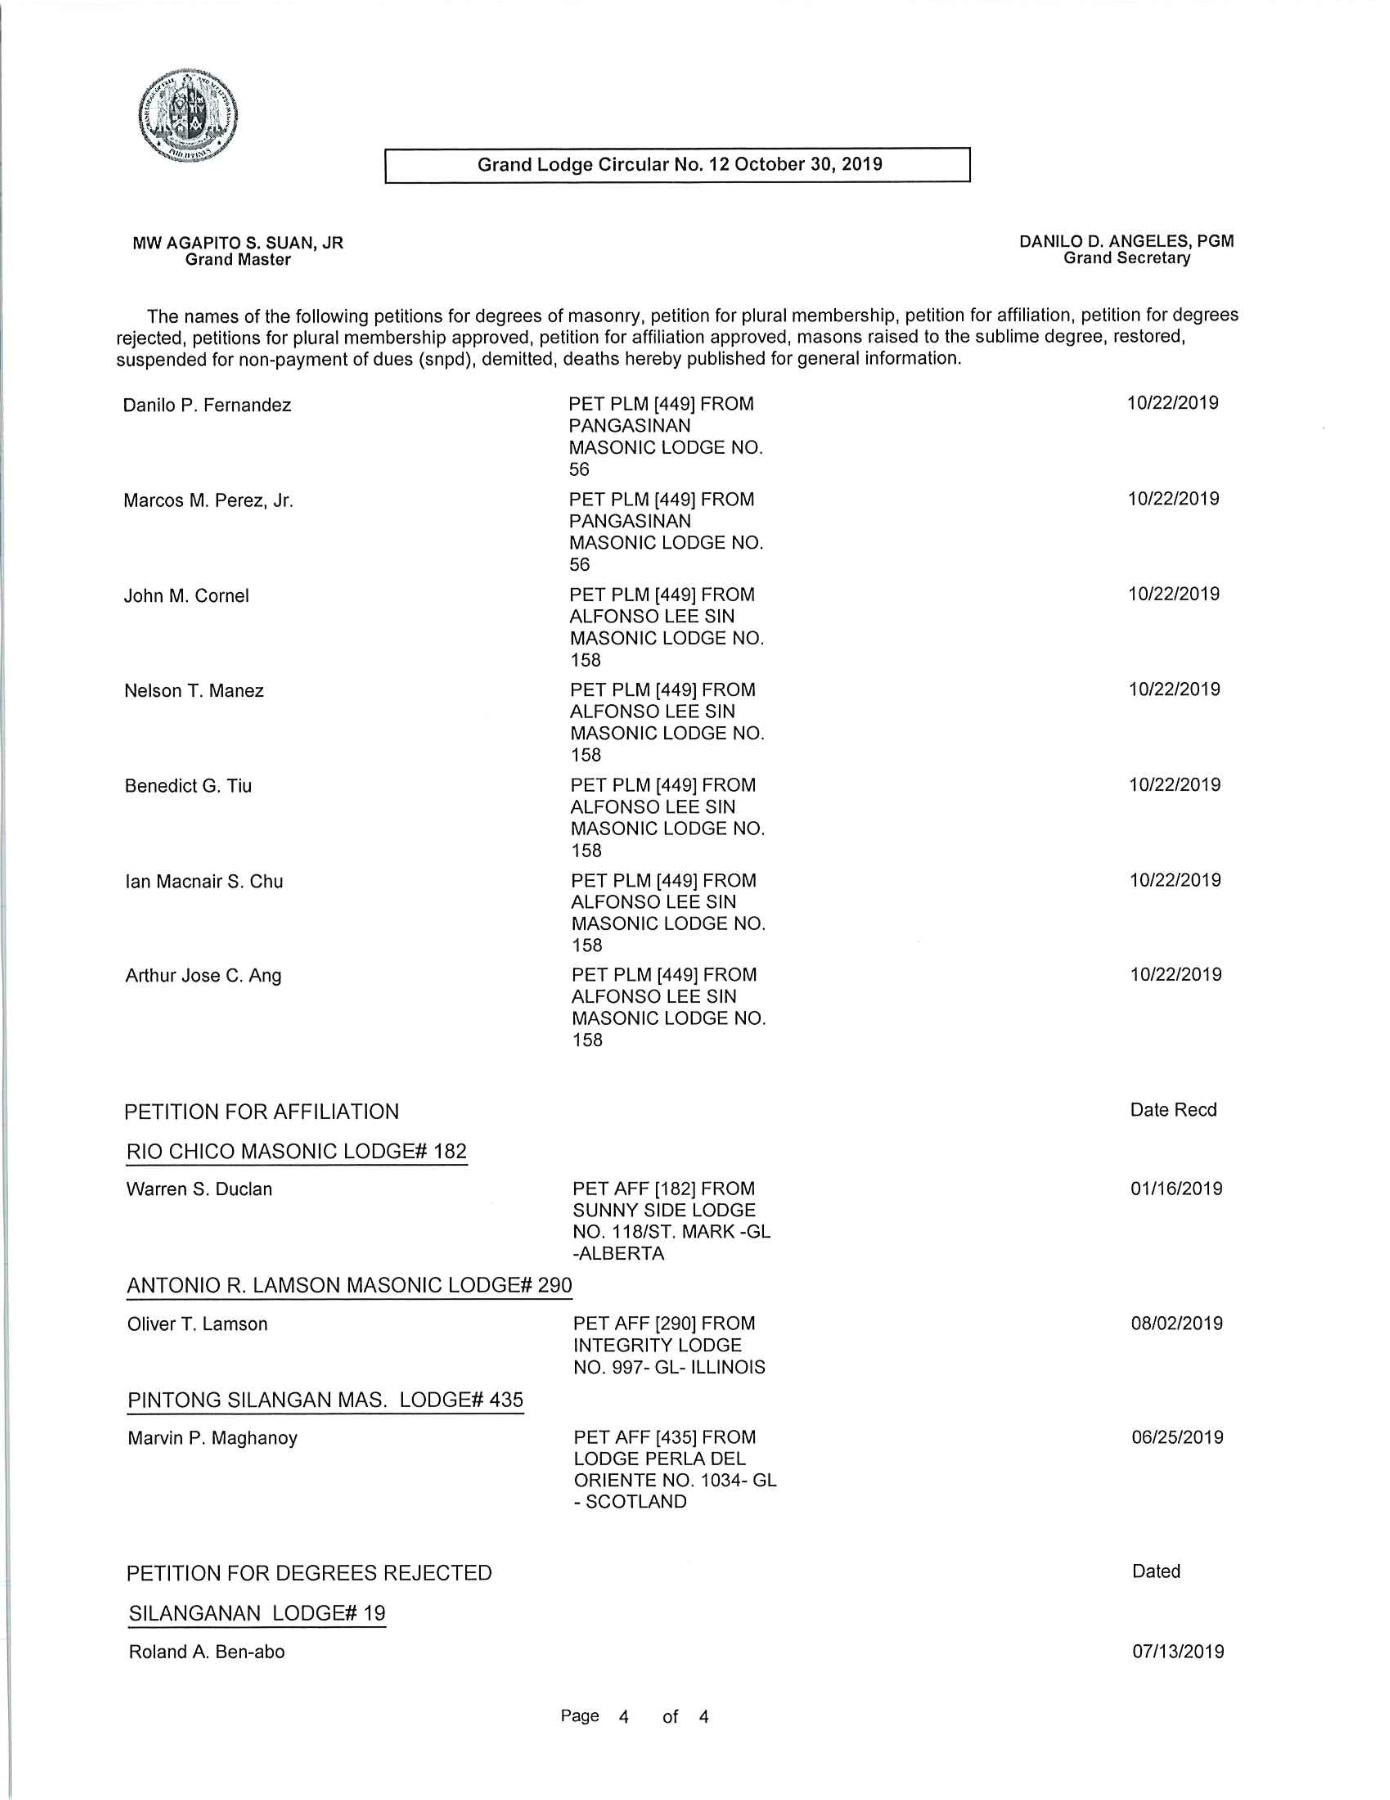 PHILIPPINES
Grand Lodge Circular No. 12 October 30, 2019
MW AGAPITO S. SUAN, JR
Grand Master
DANILO D. ANGELES, PGM
Grand Secretary
The names of the following petitions for degrees of masonry, petition for plural membership, petition for affiliation, petition for degrees
rejected, petitions for plural membership approved, petition for affiliation approved, masons raised to the sublime degree, restored,
suspended for non-payment of dues (snpd), demitted, deaths hereby published for general information.
Danilo P. Fernandez PET PLM [449] FROM 10/22/2019
PANGASINAN
MASONIC LODGE NO.
56
Marcos M. Perez, Jr. PET PLM [449] FROM 10/22/2019
PANGASINAN
MASONIC LODGE NO.
56
John M. Cornel PET PLM [449] FROM 10/22/2019
ALFONSO LEE SIN
MASONIC LODGE NO.
158
Nelson T. Manez PET PLM [449] FROM 10/22/2019
ALFONSO LEE SIN
MASONIC LODGE NO.
158
Benedict G. Tiu PET PLM [449] FROM 10/22/2019
ALFONSO LEE SIN
MASONIC LODGE NO.
158
Ian Macnair S. Chu PET PLM [449] FROM 10/22/2019
ALFONSO LEE SIN
MASONIC LODGE NO.
158
Arthur Jose C. Ang PET PLM [449] FROM 10/22/2019
ALFONSO LEE SIN
MASONIC LODGE NO.
158
PETITION FOR AFFILIATION Date Recd
RIO CHICO MASONIC LODGE# 182
Warren S. Duclan PET AFF [182] FROM 01/16/2019
SUNNY SIDE LODGE
NO. 118/ST. MARK -GL
-ALBERTA
ANTONIO R. LAMSON MASONIC LODGE# 290
Oliver T. Lamson PET AFF [290] FROM 08/02/2019
INTEGRITY LODGE
NO. 997- GL- ILLINOIS
PINTONG SILANGAN MAS. LODGE# 435
Marvin P. Maghanoy PET AFF [435] FROM 06/25/2019
LODGE PERLA DEL
ORIENTE NO. 1034- GL
- SCOTLAND
PETITION FOR DEGREES REJECTED Dated
SILANGANAN LODGE# 19
Roland A. Ben-abo 07/13/2019
Page 4 of 4